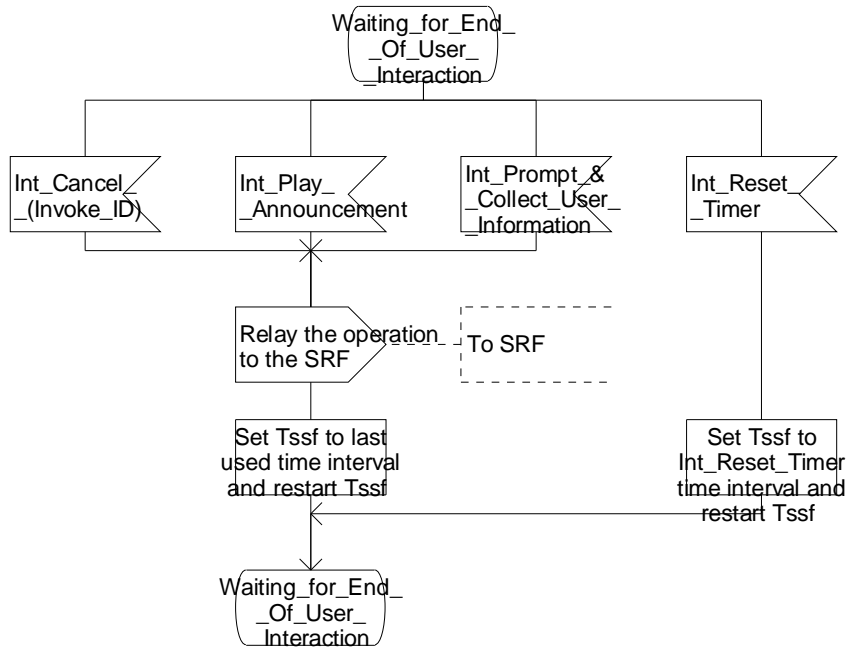 Waiting_for_End_
_Of_User_
_Interaction
Int_Cancel_
_(Invoke_ID)
Int_Play_
_Announcement
Int_Prompt_&
_Collect_User_
_Information
Int_Reset_
_Timer
Relay the operation
to the SRF
To SRF
Set Tssf to last
used time interval
and restart Tssf
Set Tssf to
Int_Reset_Timer
time interval and
restart Tssf
Waiting_for_End_
_Of_User_
_Interaction